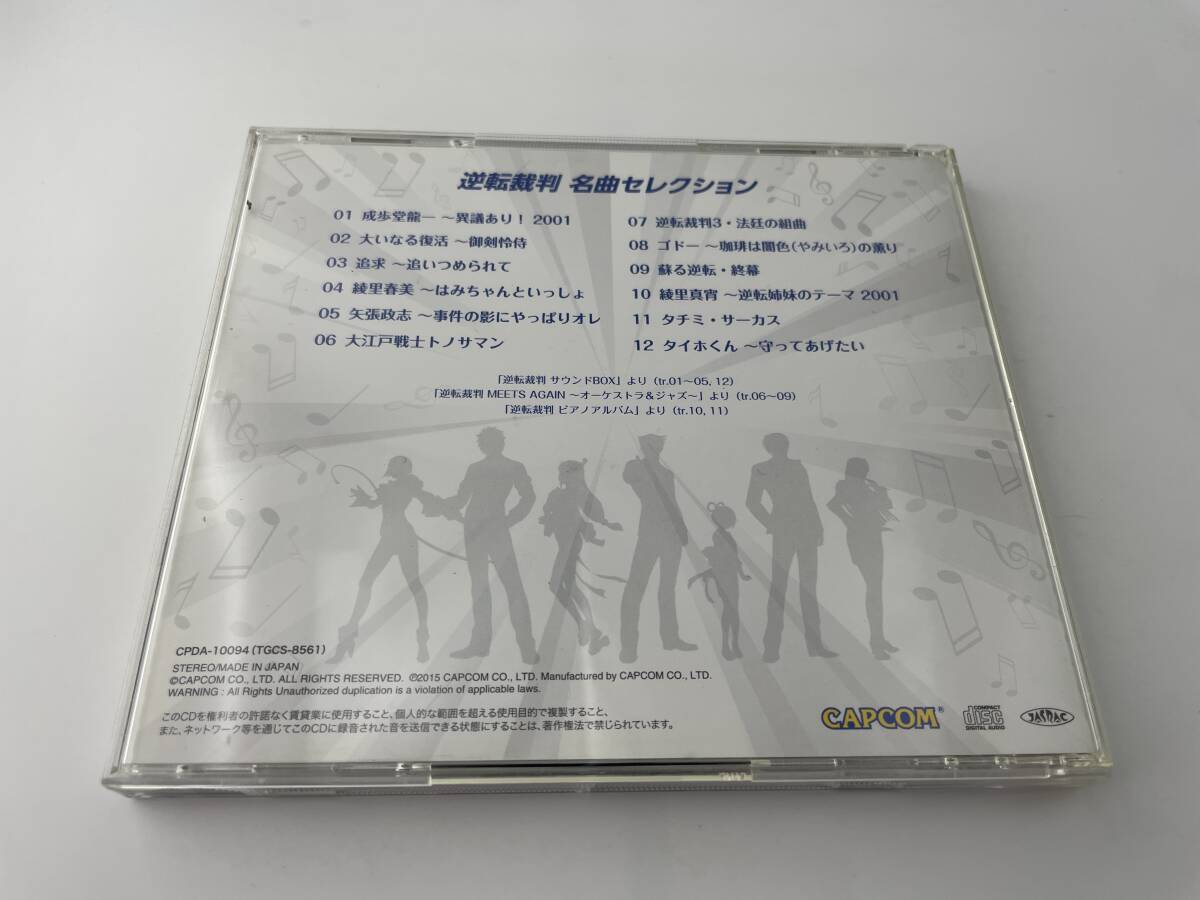 逆転裁判 名曲セレクション
01 成歩堂龍一 ～異議あり! 2001
02 大いなる復活 ～御剣怜侍
03 追求 ～追いつめられて
04 綾里春美 ～はみちゃんといっしょ
05 矢張政志 ～事件の影にやっぱりオレ
06 大江戸戦士トノサマン
07 逆転裁判3・法廷の組曲
08 ゴドー ～珈琲は闇色(やみいろ)の薫り
09 蘇る逆転・終幕
10 綾里真宵 ～逆転姉妹のテーマ 2001
11 タチミ・サーカス
12 タイホくん ～守ってあげたい
「逆転裁判 サウンドBOX」より (tr.01～05, 12)
「逆転裁判 MEETS AGAIN ～オーケストラ&ジャズ～」より (tr.06～09)
「逆転裁判 ピアノアルバム」より (tr.10, 11)
CPDA-10094(TGCS-8561)
STEREO/MADE IN JAPAN
©CAPCOM CO., LTD. ALL RIGHTS RESERVED. ℗2015 CAPCOM CO., LTD. Manufactured by CAPCOM CO., LTD.
WARNING : All Rights Unauthorized duplication is a violation of applicable laws.
このCDを権利者の許諾なく賃貸業に使用すること、個人的な範囲を超える使用目的で複製すること、
また、ネットワーク等を通じてこのCDに録音された音を送信できる状態にすることは、著作権法で禁じられています。
CAPCOM®
COMPACT disc DIGITAL AUDIO
JASRAC